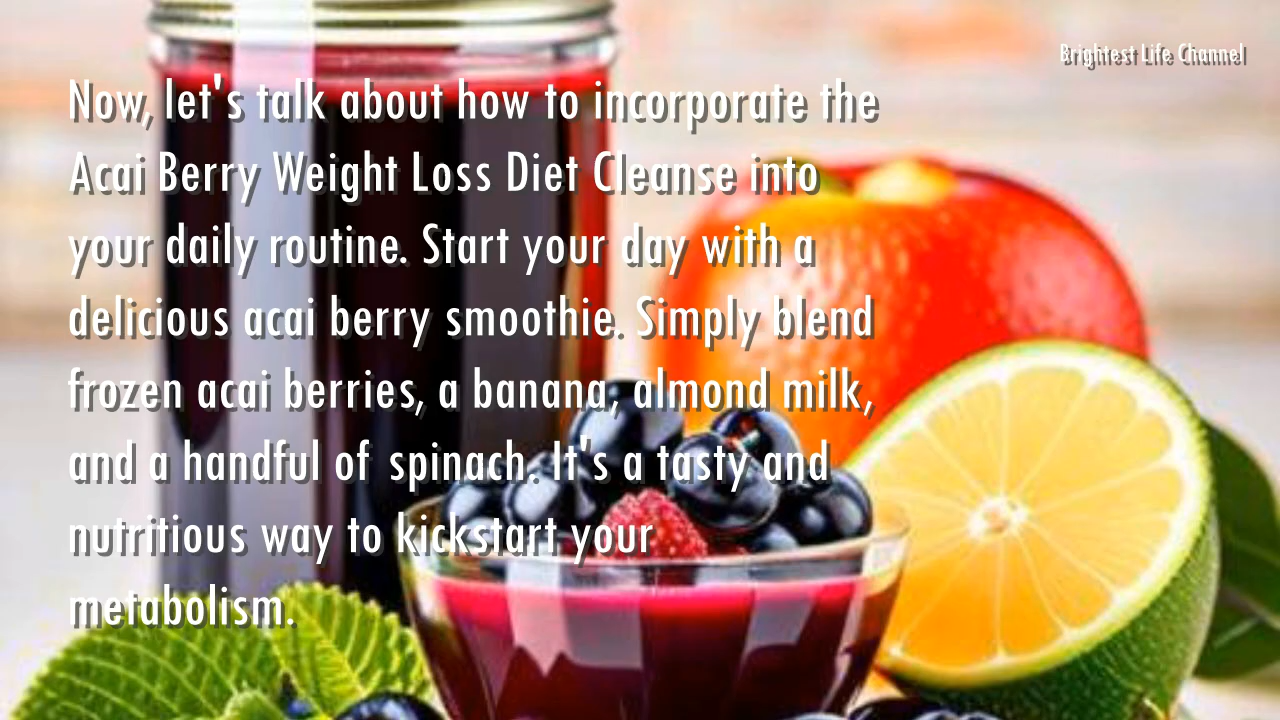 Brightest Life Channel
Now, let's talk about how to incorporate the
Acai Berry Weight Loss Diet Cleanse into
your daily routine. Start your day with a
delicious acai berry smoothie. Simply blend
frozen acai berries, a banana, almond milk,
and a handful of spinach. It's a tasty and
nutritious way to kickstart your
metabolism.